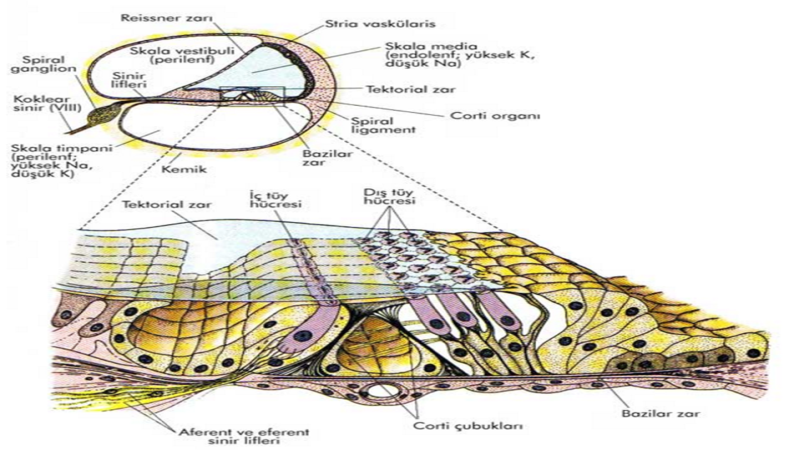 Reissner zarı
Stria vaskülaris
Skala vestibuli
(perilenf)
Skala media
(endolenf; yüksek K,
düşük Na)
Spiral
ganglion
Sinir
lifleri
Tektorial zar
Koklear
sinir (VIII)
Corti organı
Spiral
ligament
Skala timpani
(perilenf;
yüksek Na,
düşük K)
Bazilar
zar
Kemik
Tektorial zar
İç tüy
hücresi
Dış tüy
hücresi
Bazilar zar
Corti çubukları
Aferent ve eferent
sinir lifleri